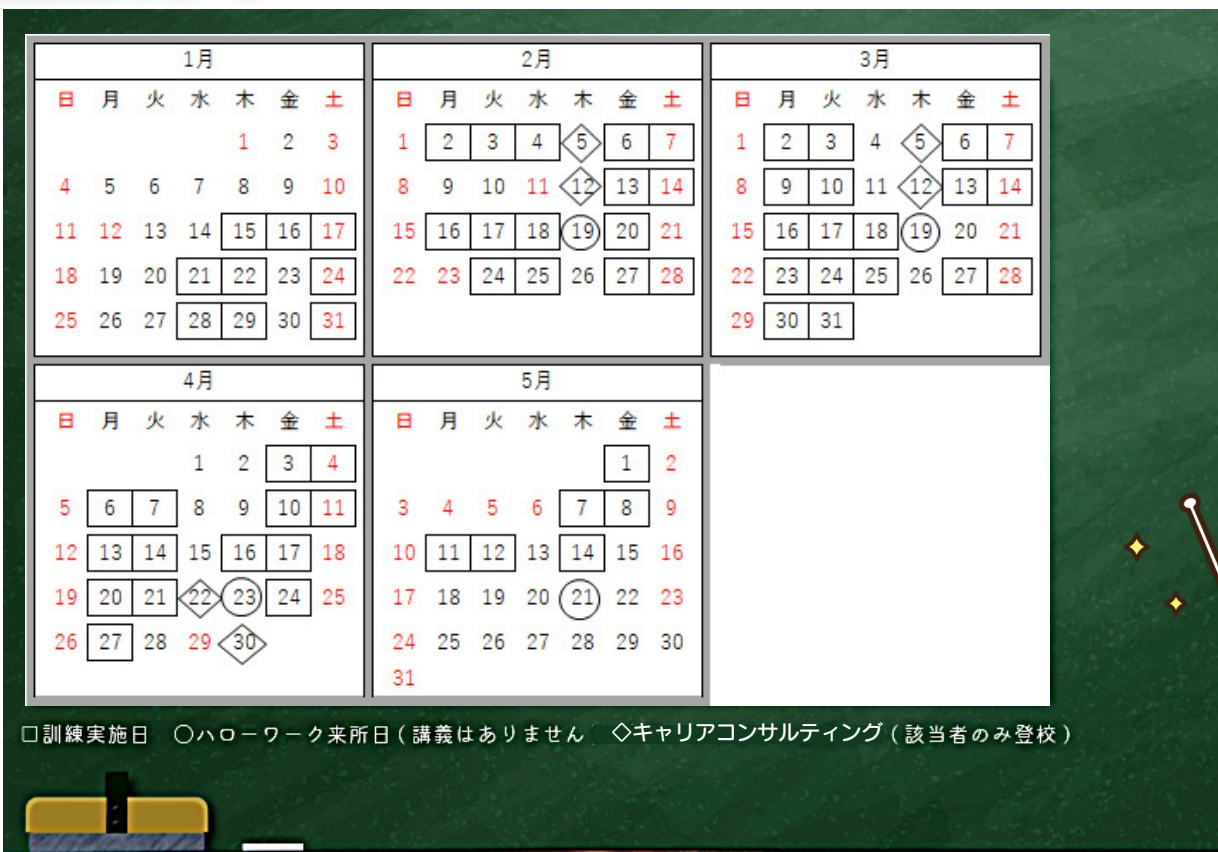 1月 2月 3月
日 月 火 水 木 金 土 日 月 火 水 木 金 土 日 月 火 水 木 金 土
1 2 3 1 2 3 4 5 6 7 1 2 3 4 5 6 7
4 5 6 7 8 9 10 8 9 10 11 12 13 14 8 9 10 11 12 13 14
11 12 13 14 15 16 17 15 16 17 18 19 20 21 15 16 17 18 19 20 21
18 19 20 21 22 23 24 22 23 24 25 26 27 28 22 23 24 25 26 27 28
25 26 27 28 29 30 31 29 30 31
4月 5月
日 月 火 水 木 金 土 日 月 火 水 木 金 土
1 2 3 4 1 2
5 6 7 8 9 10 11 3 4 5 6 7 8 9
12 13 14 15 16 17 18 10 11 12 13 14 15 16
19 20 21 22 23 24 25 17 18 19 20 21 22 23
26 27 28 29 30 24 25 26 27 28 29 30
31
□訓練実施日 ○ハローワーク来所日(講義はありません ◇キャリアコンサルティング(該当者のみ登校)